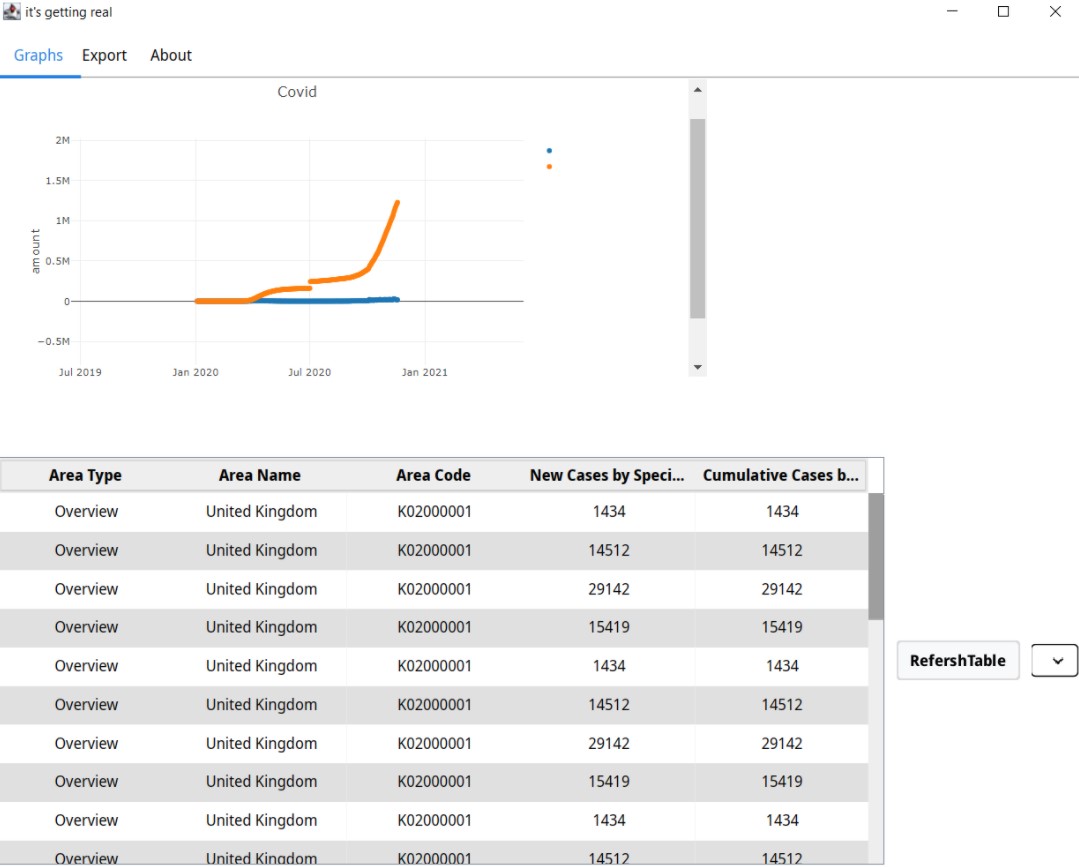 it's getting real
Graphs Export About
Covid
2M
1.5M
1M
0.5M
0
−0.5M
amount
Jul 2019 Jan 2020 Jul 2020 Jan 2021
Area Type Area Name Area Code New Cases by Speci... Cumulative Cases b...
Overview United Kingdom K02000001 1434 1434
Overview United Kingdom K02000001 14512 14512
Overview United Kingdom K02000001 29142 29142
Overview United Kingdom K02000001 15419 15419
Overview United Kingdom K02000001 1434 1434
Overview United Kingdom K02000001 14512 14512
Overview United Kingdom K02000001 29142 29142
Overview United Kingdom K02000001 15419 15419
Overview United Kingdom K02000001 1434 1434
Overview United Kingdom K02000001 14512 14512
RefershTable